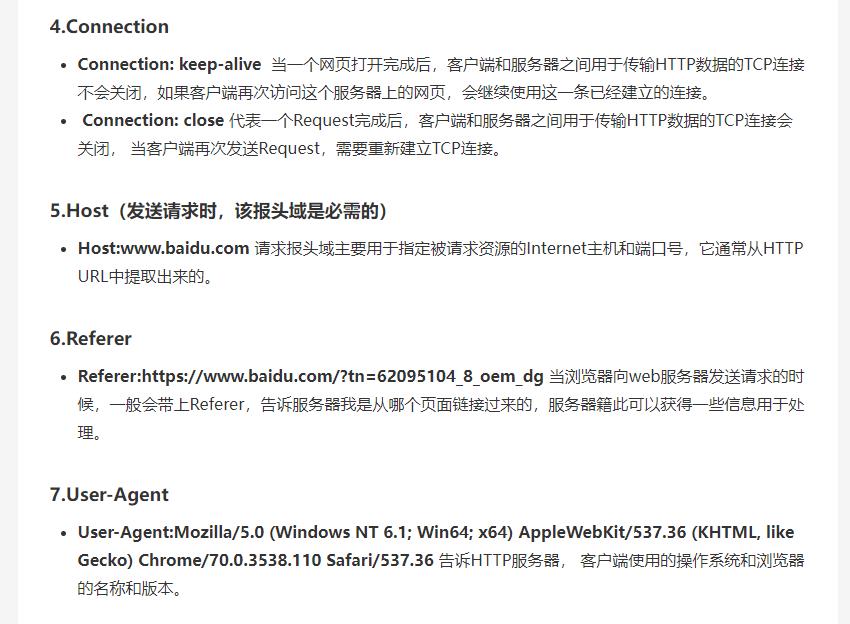 4.Connection
Connection: keep-alive 当一个网页打开完成后，客户端和服务器之间用于传输HTTP数据的TCP连接
不会关闭，如果客户端再次访问这个服务器上的网页，会继续使用这一条已经建立的连接。
Connection: close 代表一个Request完成后，客户端和服务器之间用于传输HTTP数据的TCP连接会
关闭， 当客户端再次发送Request，需要重新建立TCP连接。
5.Host（发送请求时，该报头域是必需的）
Host:www.baidu.com 请求报头域主要用于指定被请求资源的Internet主机和端口号，它通常从HTTP
URL中提取出来的。
6.Referer
Referer:https://www.baidu.com/?tn=62095104_8_oem_dg 当浏览器向web服务器发送请求的时
候，一般会带上Referer，告诉服务器我是从哪个页面链接过来的，服务器籍此可以获得一些信息用于处
理。
7.User-Agent
User-Agent:Mozilla/5.0 (Windows NT 6.1; Win64; x64) AppleWebKit/537.36 (KHTML, like
Gecko) Chrome/70.0.3538.110 Safari/537.36 告诉HTTP服务器， 客户端使用的操作系统和浏览器
的名称和版本。